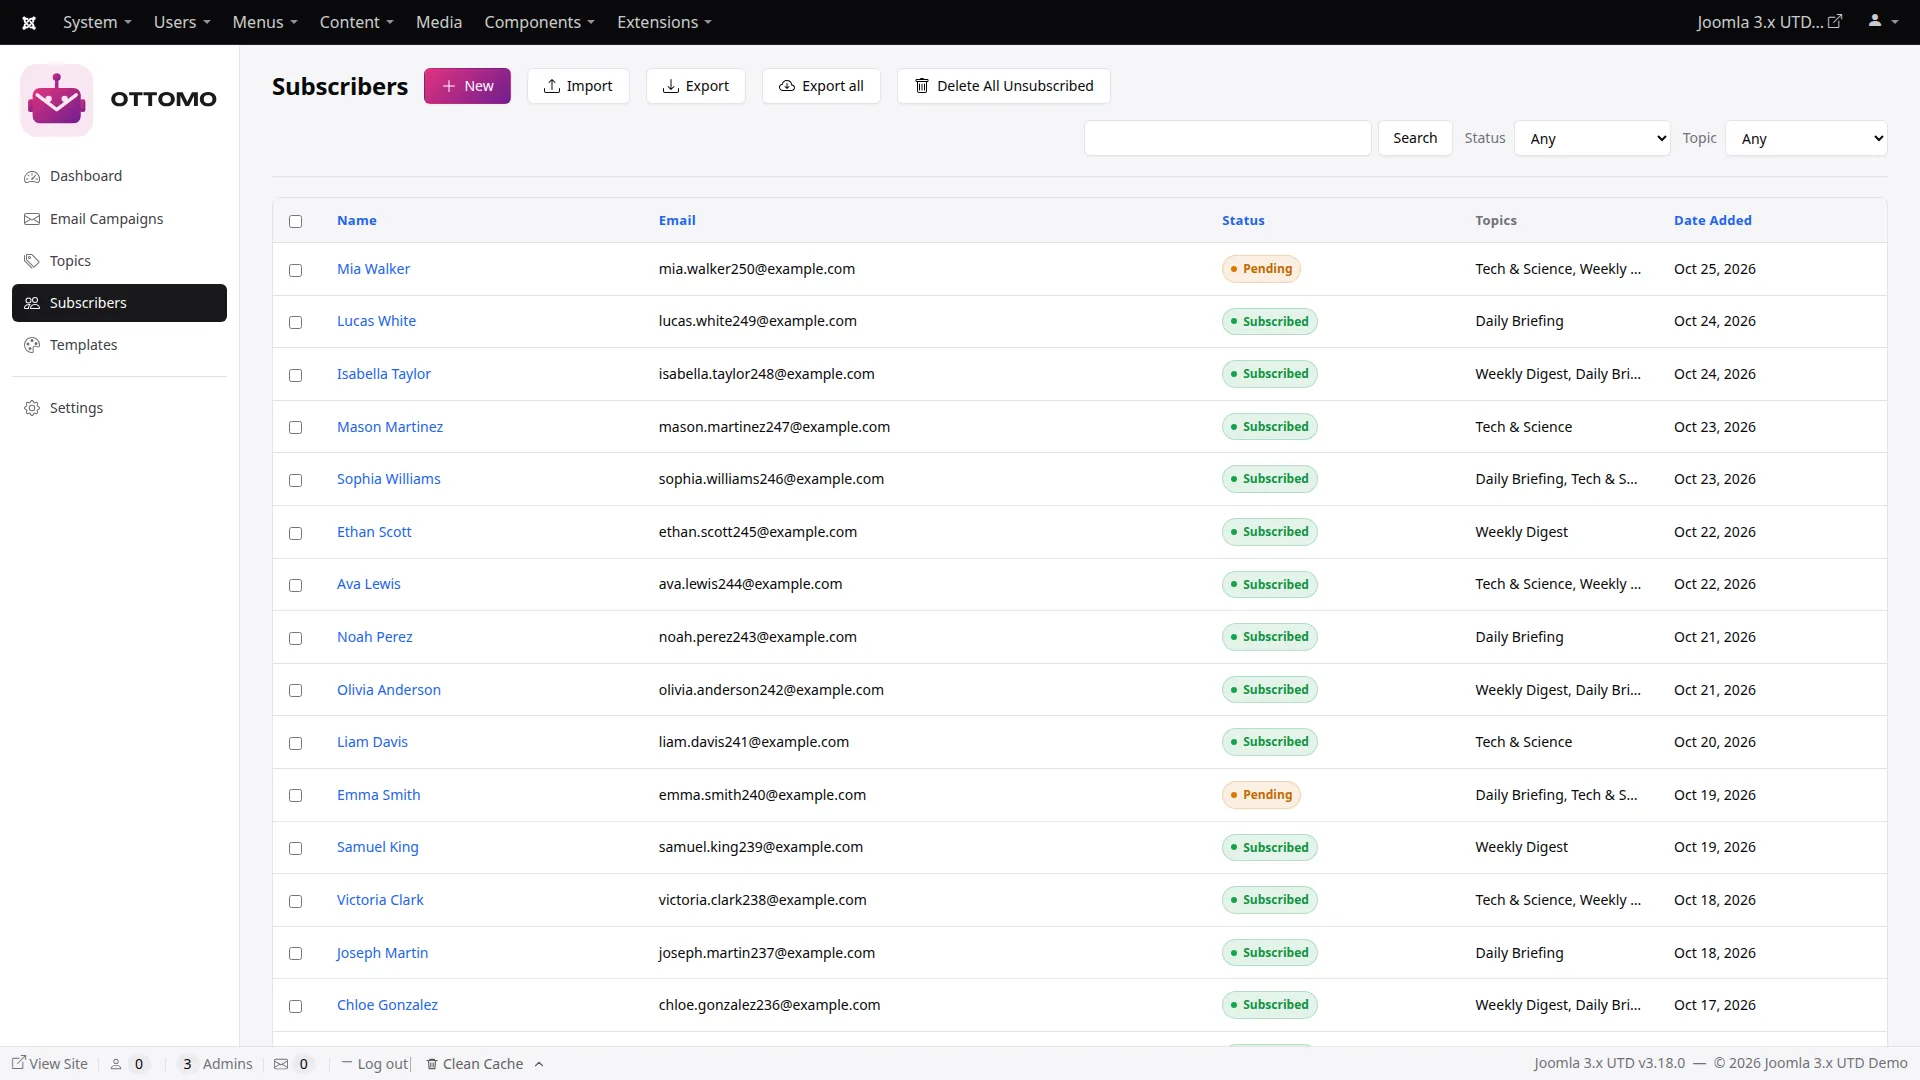 System Users Menus Content Media Components Extensions Joomla 3.x UTD...
OTTOMO
Dashboard
Email Campaigns
Topics
Subscribers
Templates
Settings
Subscribers New Import Export Export all Delete All Unsubscribed
Search Status Any Topic Any
Name Email Status Topics Date Added
Mia Walker mia.walker250@example.com Pending Tech & Science, Weekly ... Oct 25, 2026
Lucas White lucas.white249@example.com Subscribed Daily Briefing Oct 24, 2026
Isabella Taylor isabella.taylor248@example.com Subscribed Weekly Digest, Daily Bri... Oct 24, 2026
Mason Martinez mason.martinez247@example.com Subscribed Tech & Science Oct 23, 2026
Sophia Williams sophia.williams246@example.com Subscribed Daily Briefing, Tech & S... Oct 23, 2026
Ethan Scott ethan.scott245@example.com Subscribed Weekly Digest Oct 22, 2026
Ava Lewis ava.lewis244@example.com Subscribed Tech & Science, Weekly ... Oct 22, 2026
Noah Perez noah.perez243@example.com Subscribed Daily Briefing Oct 21, 2026
Olivia Anderson olivia.anderson242@example.com Subscribed Weekly Digest, Daily Bri... Oct 21, 2026
Liam Davis liam.davis241@example.com Subscribed Tech & Science Oct 20, 2026
Emma Smith emma.smith240@example.com Pending Daily Briefing, Tech & S... Oct 19, 2026
Samuel King samuel.king239@example.com Subscribed Weekly Digest Oct 19, 2026
Victoria Clark victoria.clark238@example.com Subscribed Tech & Science, Weekly ... Oct 18, 2026
Joseph Martin joseph.martin237@example.com Subscribed Daily Briefing Oct 18, 2026
Chloe Gonzalez chloe.gonzalez236@example.com Subscribed Weekly Digest, Daily Bri... Oct 17, 2026
View Site 0 3 Admins 0 Log out Clean Cache Joomla 3.x UTD v3.18.0 — © 2026 Joomla 3.x UTD Demo